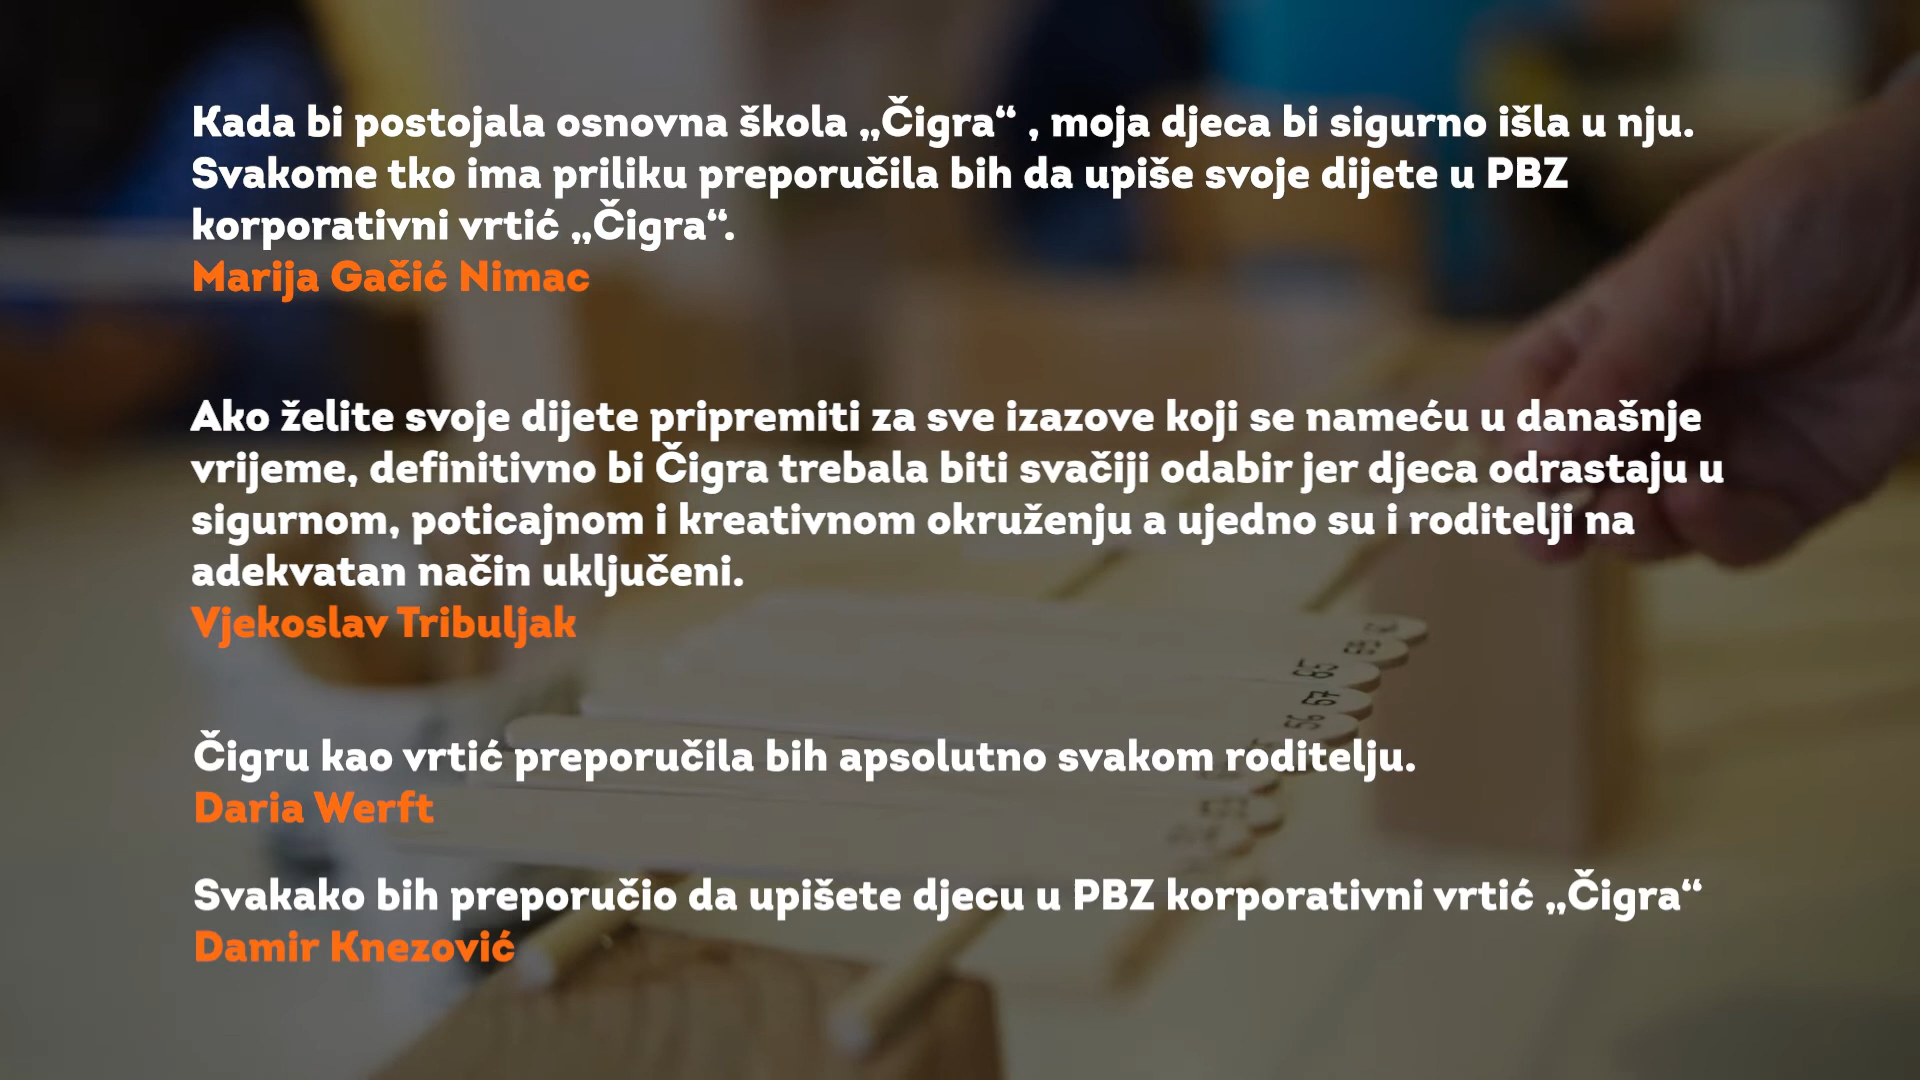 Kada bi postojala osnovna škola „Čigra“ , moja djeca bi sigurno išla u nju.
Svakome tko ima priliku preporučila bih da upiše svoje dijete u PBZ
korporativni vrtić „Čigra“.
Marija Gačić Nimac
Ako želite svoje dijete pripremiti za sve izazove koji se nameću u današnje
vrijeme, definitivno bi Čigra trebala biti svačiji odabir jer djeca odrastaju u
sigurnom, poticajnom i kreativnom okruženju a ujedno su i roditelji na
adekvatan način uključeni.
Vjekoslav Tribuljak
65
57
56
Čigru kao vrtić preporučila bih apsolutno svakom roditelju.
Daria Werft
Svakako bih preporučio da upišete djecu u PBZ korporativni vrtić „Čigra“
Damir Knezović